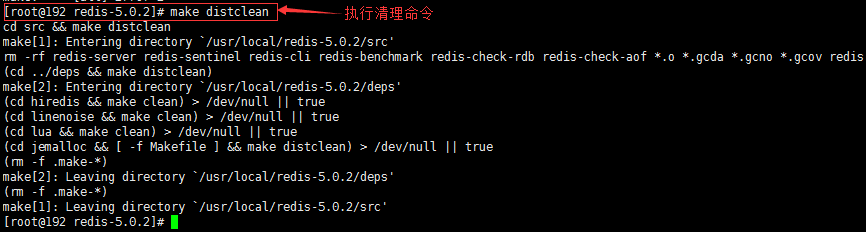 [root@192 redis-5.0.2]# make distclean 执行清理命令
cd src && make distclean
make[1]: Entering directory `/usr/local/redis-5.0.2/src'
rm -rf redis-server redis-sentinel redis-cli redis-benchmark redis-check-rdb redis-check-aof *.o *.gcda *.gcno *.gcov redis
(cd ../deps && make distclean)
make[2]: Entering directory `/usr/local/redis-5.0.2/deps'
(cd hiredis && make clean) > /dev/null || true
(cd linenoise && make clean) > /dev/null || true
(cd lua && make clean) > /dev/null || true
(cd jemalloc && [ -f Makefile ] && make distclean) > /dev/null || true
(rm -f .make-*)
make[2]: Leaving directory `/usr/local/redis-5.0.2/deps'
(rm -f .make-*)
make[1]: Leaving directory `/usr/local/redis-5.0.2/src'
[root@192 redis-5.0.2]#